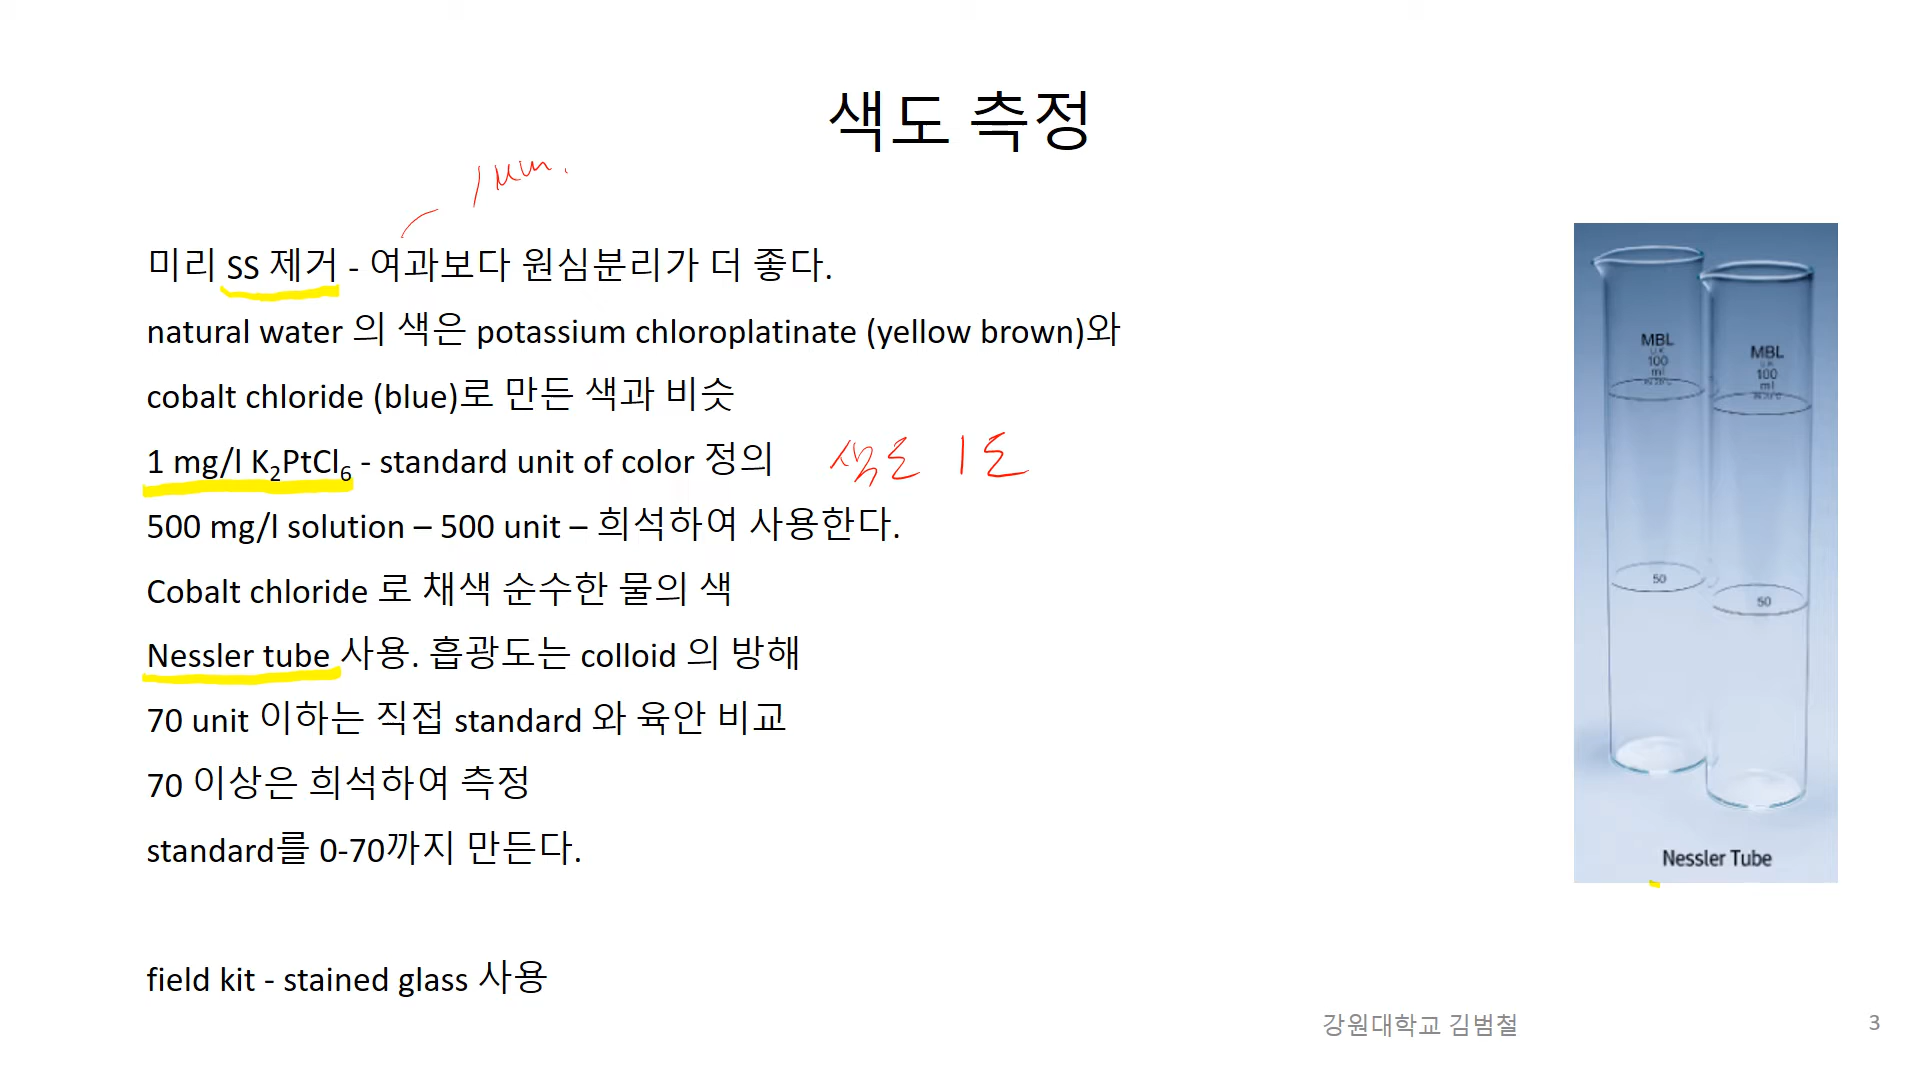 색도 측정
1 μm.
미리 SS 제거 - 여과보다 원심분리가 더 좋다.
natural water 의 색은 potassium chloroplatinate (yellow brown)와
cobalt chloride (blue)로 만든 색과 비슷
1 mg/l K₂PtCl₆ - standard unit of color 정의 색도 1도
500 mg/l solution – 500 unit – 희석하여 사용한다.
Cobalt chloride 로 채색 순수한 물의 색
Nessler tube 사용. 흡광도는 colloid 의 방해
70 unit 이하는 직접 standard 와 육안 비교
70 이상은 희석하여 측정
standard를 0-70까지 만든다.
field kit - stained glass 사용
MBL
U.K.
100
ml
50
MBL
U.K.
100
ml
50
Nessler Tube
강원대학교 김범철
3